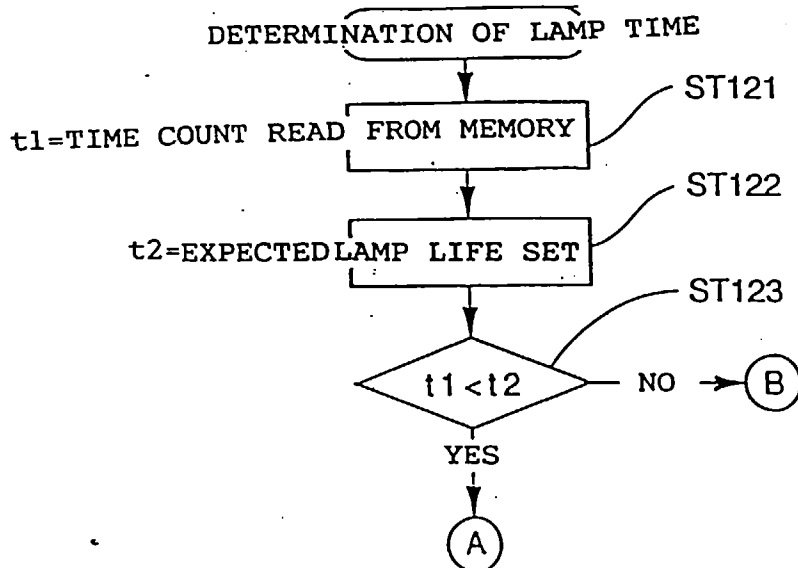 DETERMINATION OF LAMP TIME
ST121
t1=TIME COUNT READ FROM MEMORY
ST122
t2=EXPECTED LAMP LIFE SET
ST123
t1<t2
NO
B
YES
A